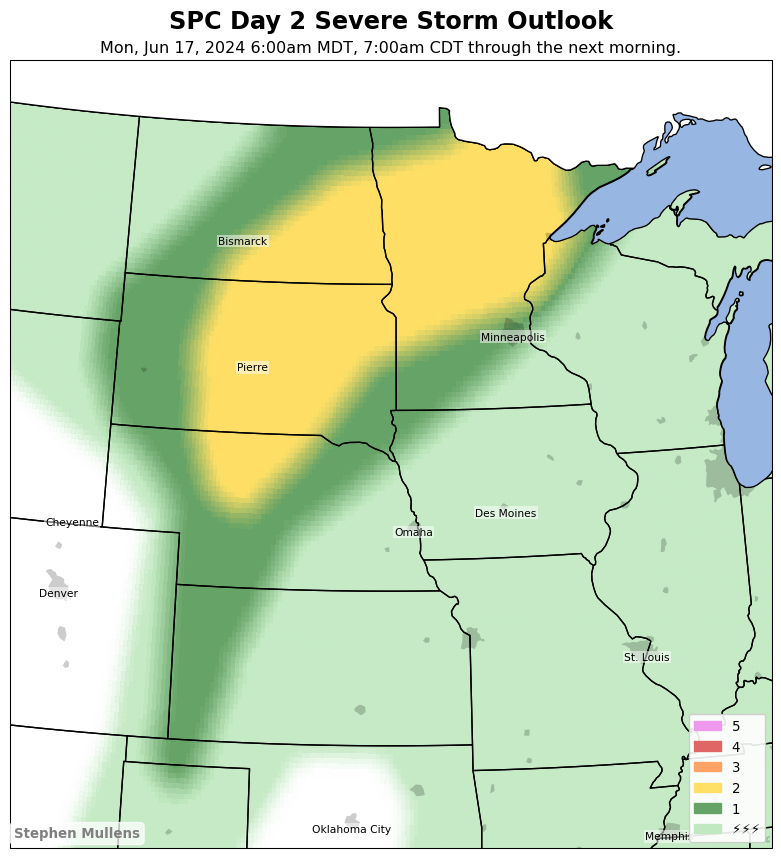 SPC Day 2 Severe Storm Outlook
Mon, Jun 17, 2024 6:00am MDT, 7:00am CDT through the next morning.
Bismarck
Minneapolis
Pierre
Des Moines
Cheyenne
Omaha
Denver
St. Louis
5
4
3
2
1
⚡⚡⚡
Oklahoma City
Stephen Mullens
Memphis